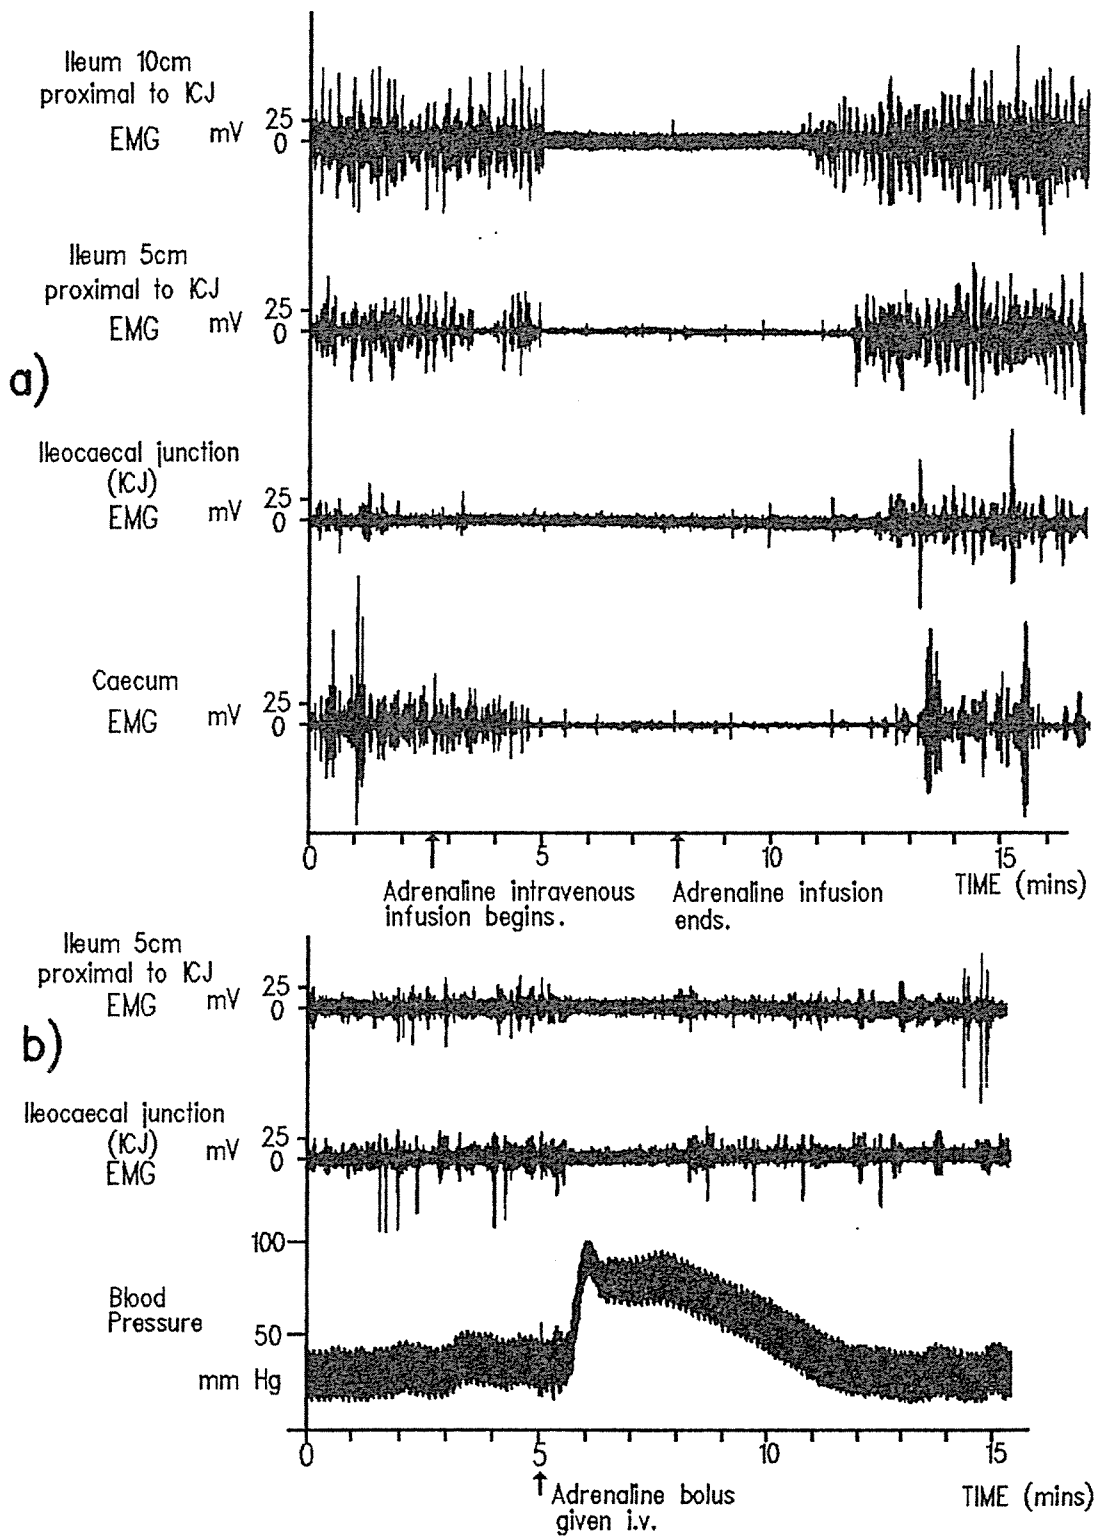 Ileum 10cm
proximal to ICJ
EMG mV 25
0
Ileum 5cm
proximal to ICJ
EMG mV 25
0
a)
Ileocaecal junction
(ICJ)
EMG mV 25
0
Caecum
EMG mV 25
0
0 5 10 15
TIME (mins)
Adrenaline intravenous
infusion begins.
Adrenaline infusion
ends.
Ileum 5cm
proximal to ICJ
EMG mV 25
0
b)
Ileocaecal junction
(ICJ)
EMG mV 25
0
100
Blood
Pressure
50
mm Hg
0 5 10 15
TIME (mins)
Adrenaline bolus
given i.v.